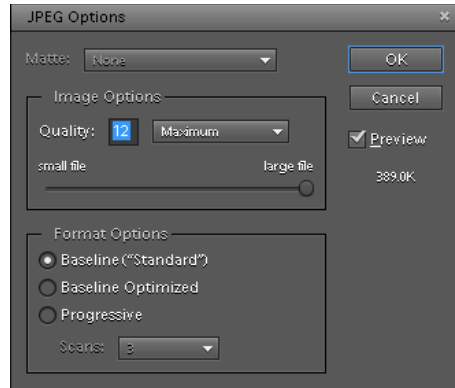 JPEG Options
Matte: None
OK
Image Options
Cancel
Quality: 12 Maximum
Preview
small file large file
389.0K
Format Options
Baseline ("Standard")
Baseline Optimized
Progressive
Scans: 3